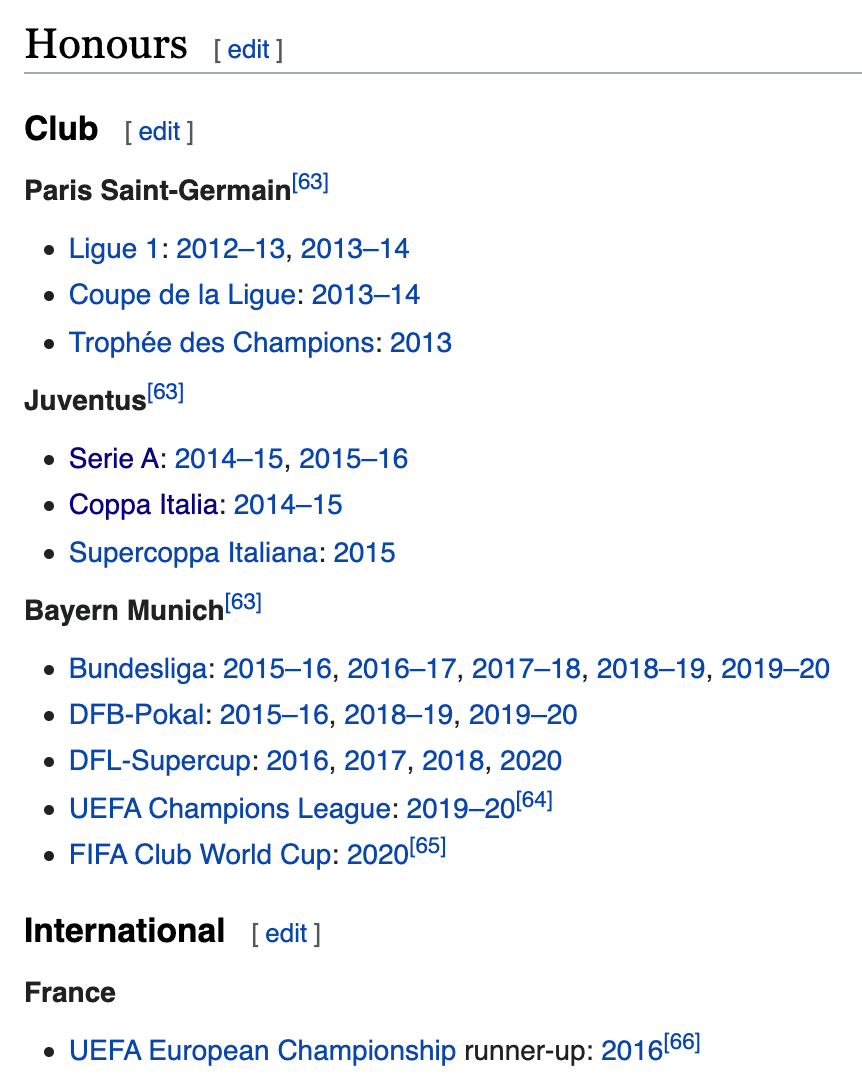 Honours [ edit ]
Club [ edit ]
Paris Saint-Germain[63]
• Ligue 1: 2012–13, 2013–14
• Coupe de la Ligue: 2013–14
• Trophée des Champions: 2013
Juventus[63]
• Serie A: 2014–15, 2015–16
• Coppa Italia: 2014–15
• Supercoppa Italiana: 2015
Bayern Munich[63]
• Bundesliga: 2015–16, 2016–17, 2017–18, 2018–19, 2019–20
• DFB-Pokal: 2015–16, 2018–19, 2019–20
• DFL-Supercup: 2016, 2017, 2018, 2020
• UEFA Champions League: 2019–20[64]
• FIFA Club World Cup: 2020[65]
International [ edit ]
France
• UEFA European Championship runner-up: 2016[66]